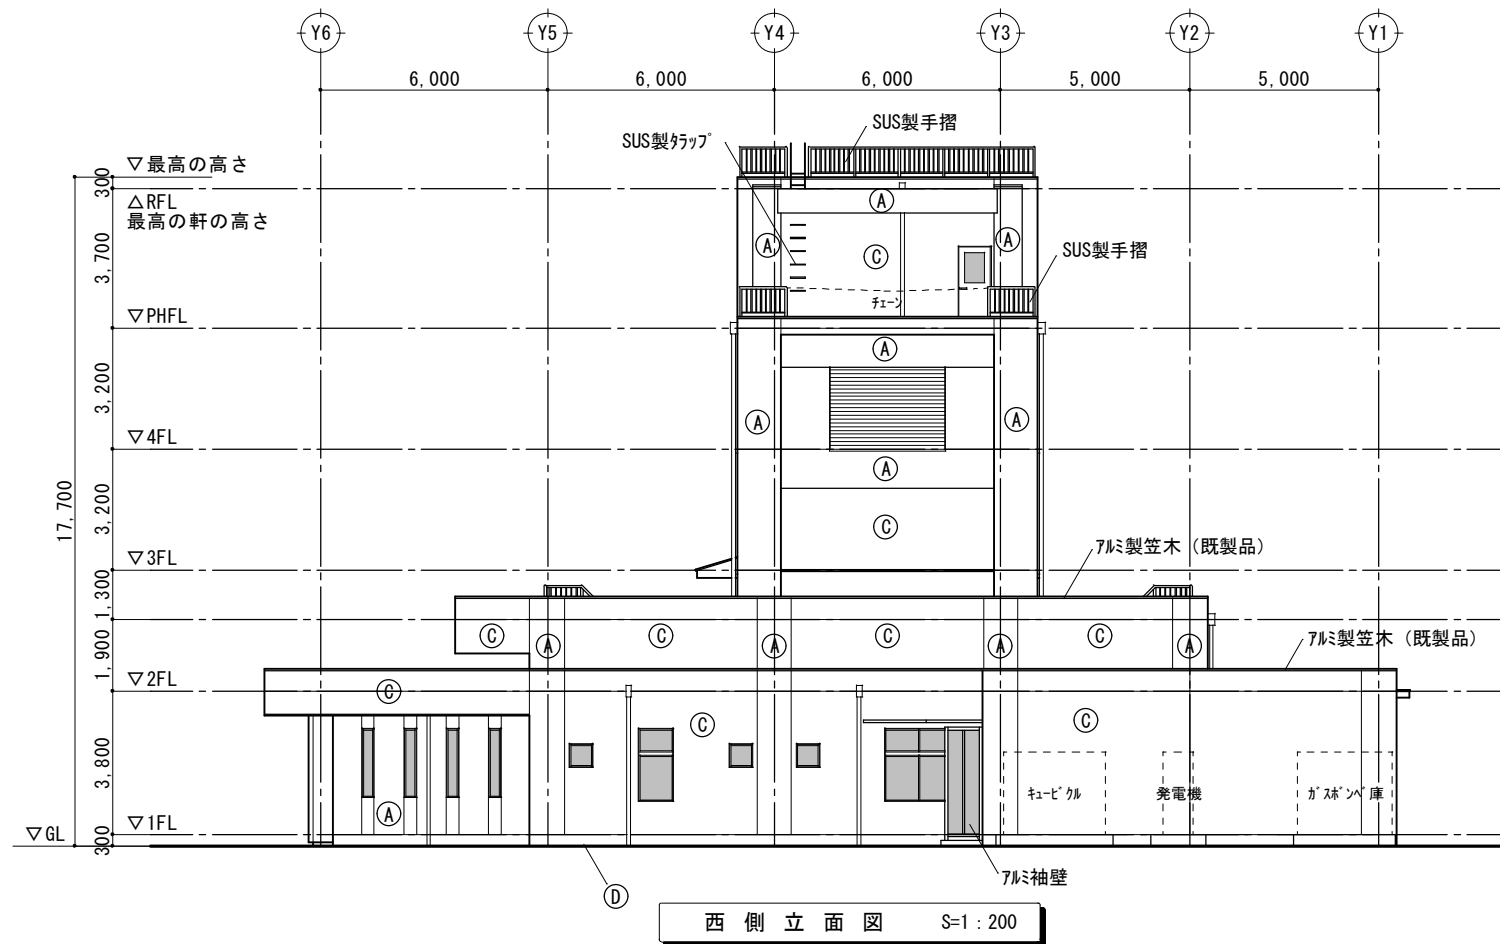 Y6 Y5 Y4 Y3 Y2 Y1
6,000 6,000 6,000 5,000 5,000
SUS製手摺
SUS製ﾀﾗｯﾌﾟ
▽最高の高さ
300
△RFL
最高の軒の高さ
A
A A
C
SUS製手摺
3,700
ﾁｪｰﾝ
▽PHFL
A
3,200
A A
▽4FL
A
17,700
3,200
C
▽3FL
ｱﾙﾐ製笠木（既製品）
1,300
C A C A C A C A
ｱﾙﾐ製笠木（既製品）
1,900
▽2FL
C C C
3,800
ｷｭｰﾋﾞｸﾙ 発電機 ｶﾞｽﾎﾞﾝﾍﾞ庫
A
▽1FL
▽GL
300
ｱﾙﾐ袖壁
D
西側立面図 S=1：200